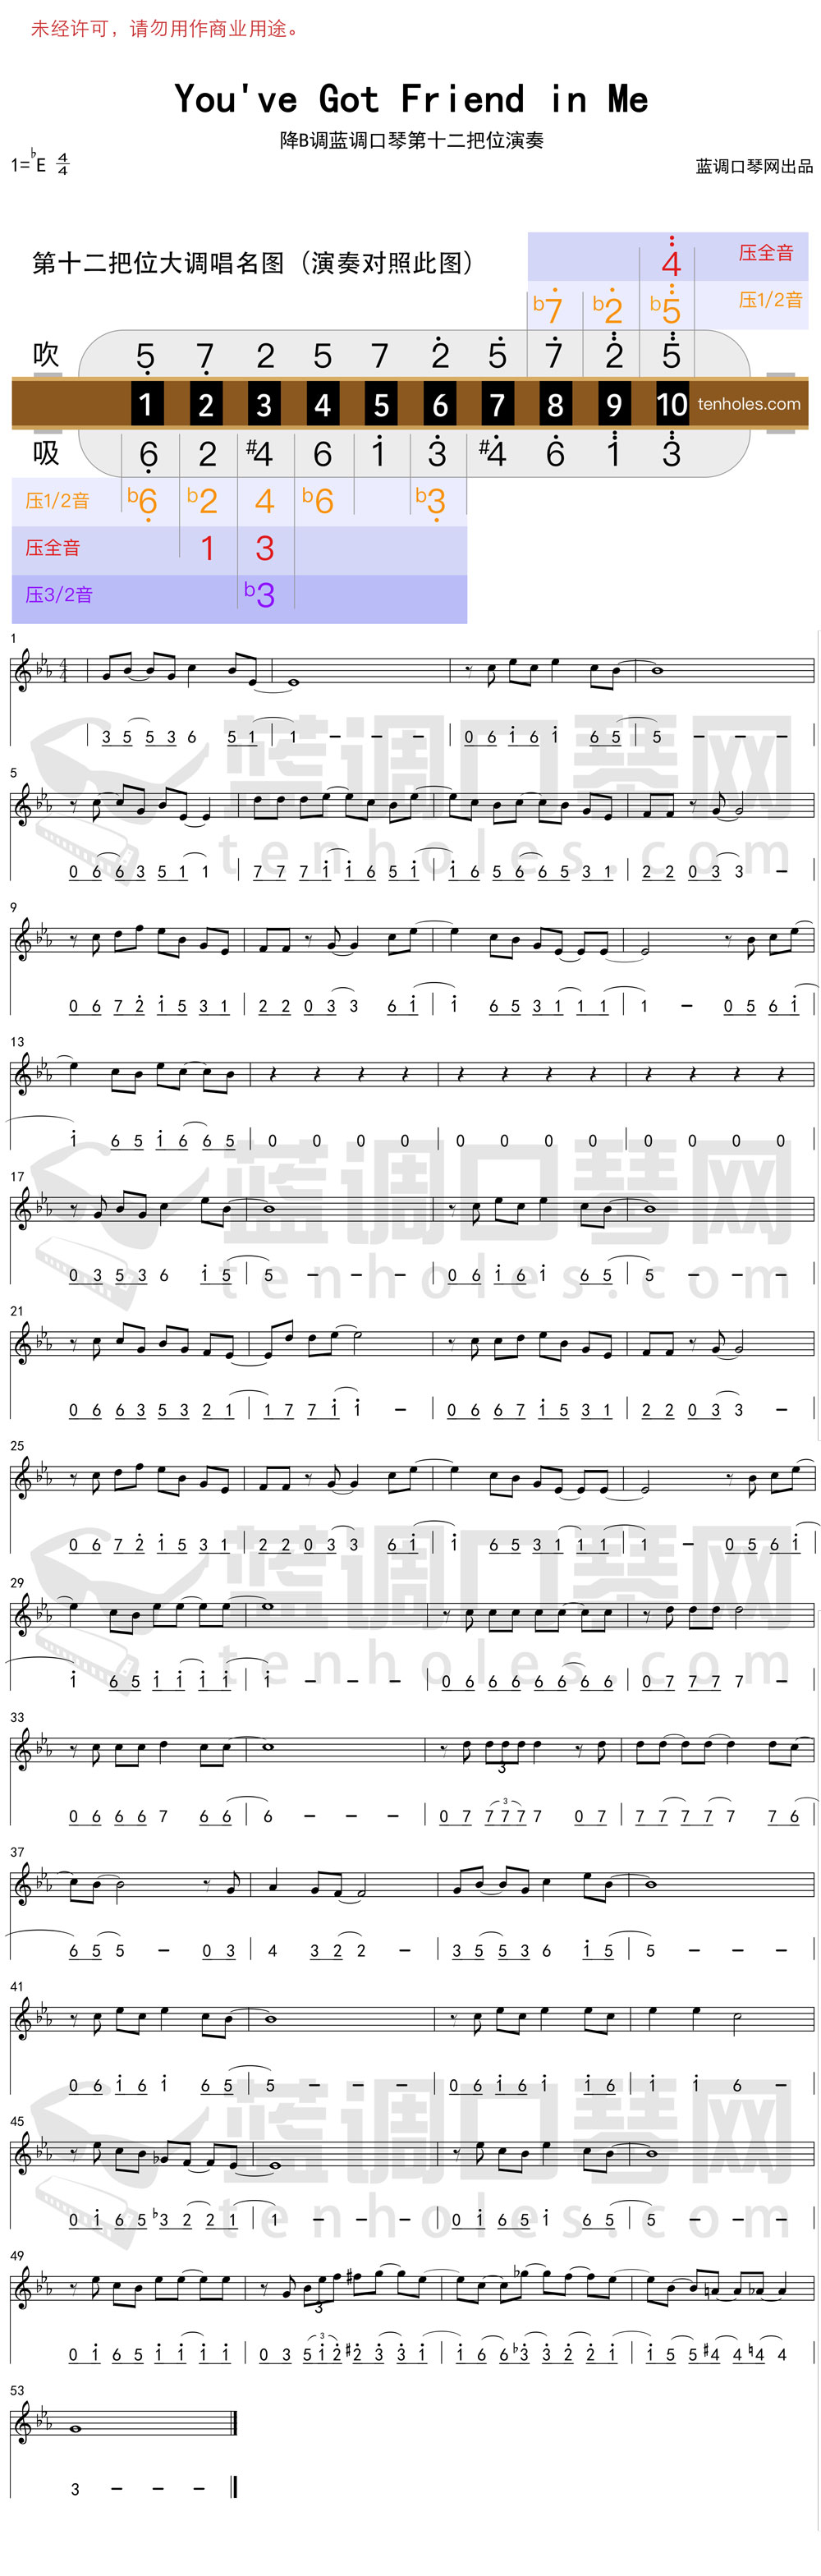 未经许可，请勿用作商业用途。
You've Got Friend in Me
降B调蓝调口琴第十二把位演奏
1=♭E 4/4
蓝调口琴网出品
第十二把位大调唱名图（演奏对照此图）
4̇̇̇ 压全音
♭7̇ ♭2̇̇ ♭5̇̇̇ 压1/2音
吹 5̣ 7̣ 2 5 7 2̇ 5̇ 7̇ 2̇̇ 5̇̇
1 2 3 4 5 6 7 8 9 10 tenholes.com
吸 6̣ 2 #4 6 1̇ 3̇ #4̇ 6̇ 1̇̇ 3̇̇
压1/2音 ♭6̣ ♭2 4 ♭6 ♭3̇
压全音 1 3
压3/2音 ♭3
1
| 3 5 5 3 6 5 1 | 1 – – – | 0 6 1̇ 6 1̇ 6 5 | 5 – – – |
5
0 6 6 3 5 1 1 | 7 7 7 1̇ 1̇ 6 5 1̇ | 1̇ 6 5 6 6 5 3 1 | 2 2 0 3 3 – |
9
0 6 7 2̇ 1̇ 5 3 1 | 2 2 0 3 3 6 1̇ | 1̇ 6 5 3 1 1 1 | 1 – 0 5 6 1̇ |
13
1̇ 6 5 1̇ 6 6 5 | 0 0 0 0 | 0 0 0 0 | 0 0 0 0 |
17
0 3 5 3 6 1̇ 5 | 5 – – – | 0 6 1̇ 6 1̇ 6 5 | 5 – – – |
21
0 6 6 3 5 3 2 1 | 1 7 7 1̇ 1̇ – | 0 6 6 7 1̇ 5 3 1 | 2 2 0 3 3 – |
25
0 6 7 2̇ 1̇ 5 3 1 | 2 2 0 3 3 6 1̇ | 1̇ 6 5 3 1 1 1 | 1 – 0 5 6 1̇ |
29
1̇ 6 5 1̇ 1̇ 1̇ 1̇ | 1̇ – – – | 0 6 6 6 6 6 6 6 | 0 7 7 7 7 – |
33
0 6 6 6 7 6 6 | 6 – – – | 0 7 7 7 7 7 0 7 | 7 7 7 7 7 7 6 |
37
6 5 5 – 0 3 | 4 3 2 2 – | 3 5 5 3 6 1̇ 5 | 5 – – – |
41
0 6 1̇ 6 1̇ 6 5 | 5 – – – | 0 6 1̇ 6 1̇ 1̇ 6 | 1̇ 1̇ 6 – |
45
0 1̇ 6 5 ♭3 2 2 1 | 1 – – – | 0 1̇ 6 5 1̇ 6 5 | 5 – – – |
49
0 1̇ 6 5 1̇ 1̇ 1̇ 1̇ | 0 3 5 1̇ 2̇ #2̇ 3̇ 3̇ 1̇ | 1̇ 6 6 ♭3̇ 3̇ 2̇ 2̇ 1̇ | 1̇ 5 5 #4 4 ♮4 4 |
53
3 – – –